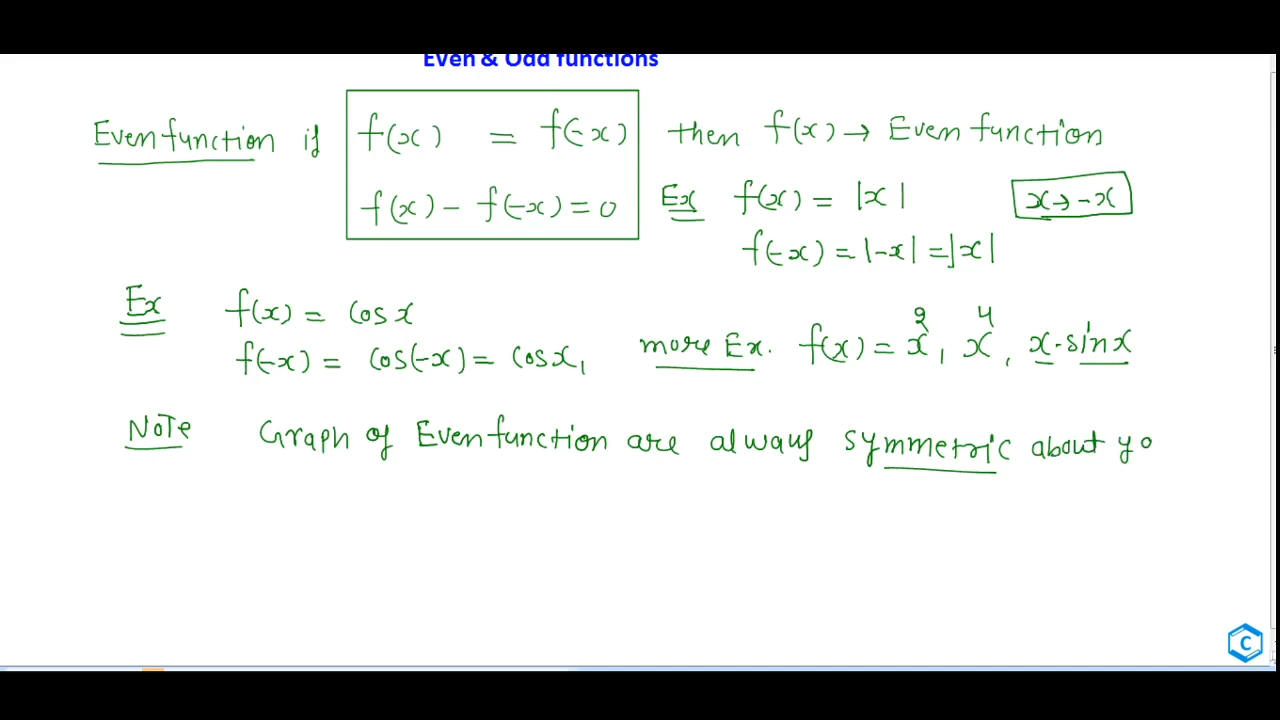 Even & Odd functions
Even function if f(x) = f(-x) then f(x) → Even function
f(x) - f(-x) = 0
Ex f(x) = |x| x → -x
f(-x) = |-x| = |x|
Ex f(x) = cos x
f(-x) = cos(-x) = cos x,
more Ex. f(x) = x², x⁴, x·sin x
Note Graph of Even function are always symmetric about y
C